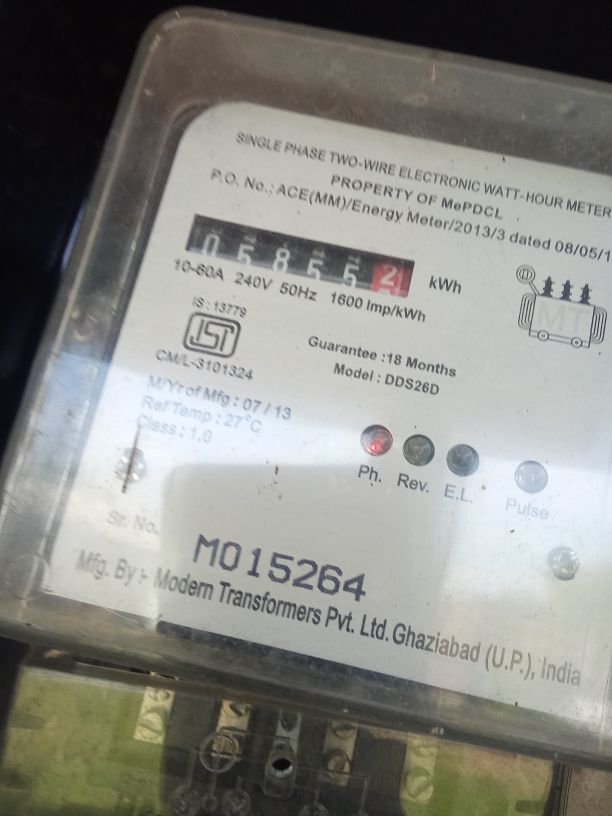 SINGLE PHASE TWO-WIRE ELECTRONIC WATT-HOUR METER
PROPERTY OF MePDCL
P.O. No.: ACE(MM)/Energy Meter/2013/3 dated 08/05/1
058552 kWh
10-60A 240V 50Hz 1600 Imp/kWh
IS : 13779
ISI
CM/L-3101324
MT
Guarantee :18 Months
Model : DDS26D
M/Yr of Mfg : 07/13
Ref Temp : 27°C
Class : 1.0
Ph. Rev. E.L. Pulse
Sr. No. M015264
Mfg. By :- Modern Transformers Pvt. Ltd. Ghaziabad (U.P.), India